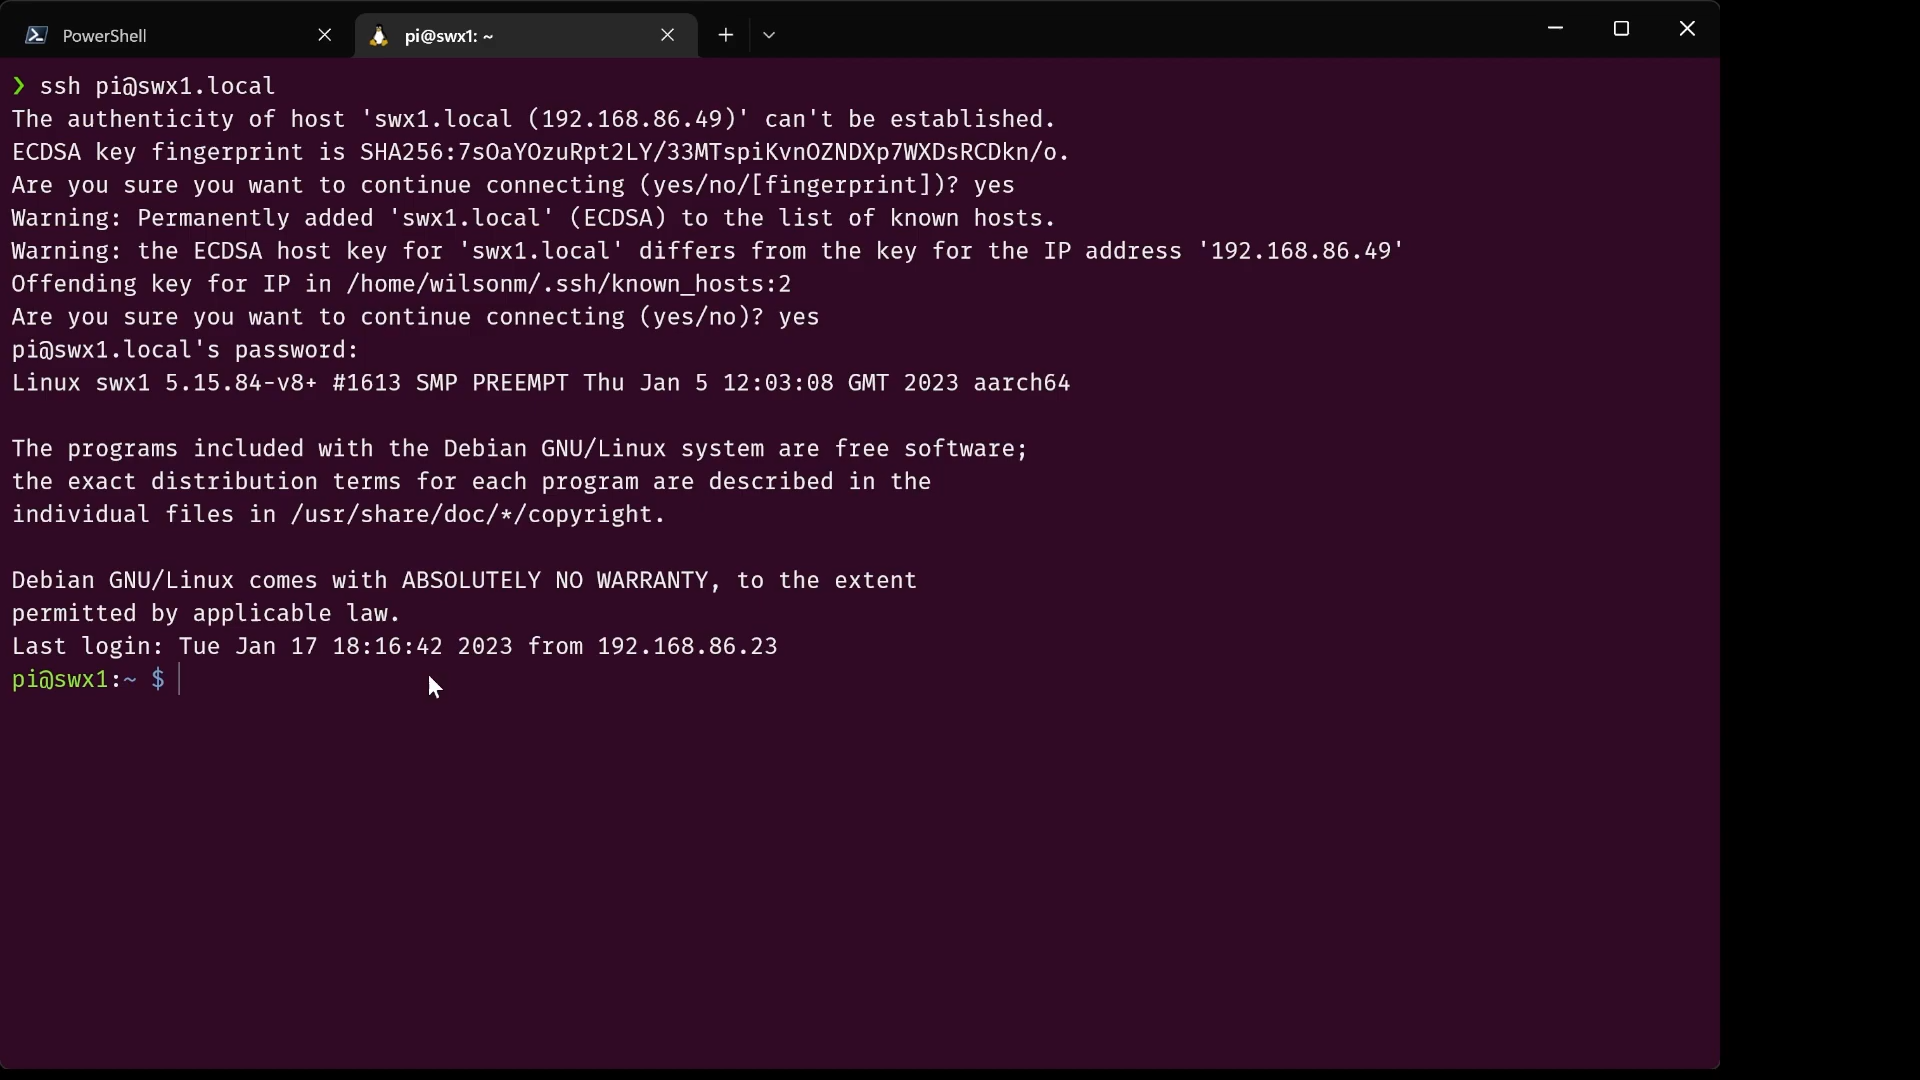 PowerShell
pi@swx1: ~
❯ ssh pi@swx1.local
The authenticity of host 'swx1.local (192.168.86.49)' can't be established.
ECDSA key fingerprint is SHA256:7sOaYOzuRpt2LY/33MTspiKvnOZNDXp7WXDsRCDkn/o.
Are you sure you want to continue connecting (yes/no/[fingerprint])? yes
Warning: Permanently added 'swx1.local' (ECDSA) to the list of known hosts.
Warning: the ECDSA host key for 'swx1.local' differs from the key for the IP address '192.168.86.49'
Offending key for IP in /home/wilsonm/.ssh/known_hosts:2
Are you sure you want to continue connecting (yes/no)? yes
pi@swx1.local's password:
Linux swx1 5.15.84-v8+ #1613 SMP PREEMPT Thu Jan 5 12:03:08 GMT 2023 aarch64
The programs included with the Debian GNU/Linux system are free software;
the exact distribution terms for each program are described in the
individual files in /usr/share/doc/*/copyright.
Debian GNU/Linux comes with ABSOLUTELY NO WARRANTY, to the extent
permitted by applicable law.
Last login: Tue Jan 17 18:16:42 2023 from 192.168.86.23
pi@swx1:~ $